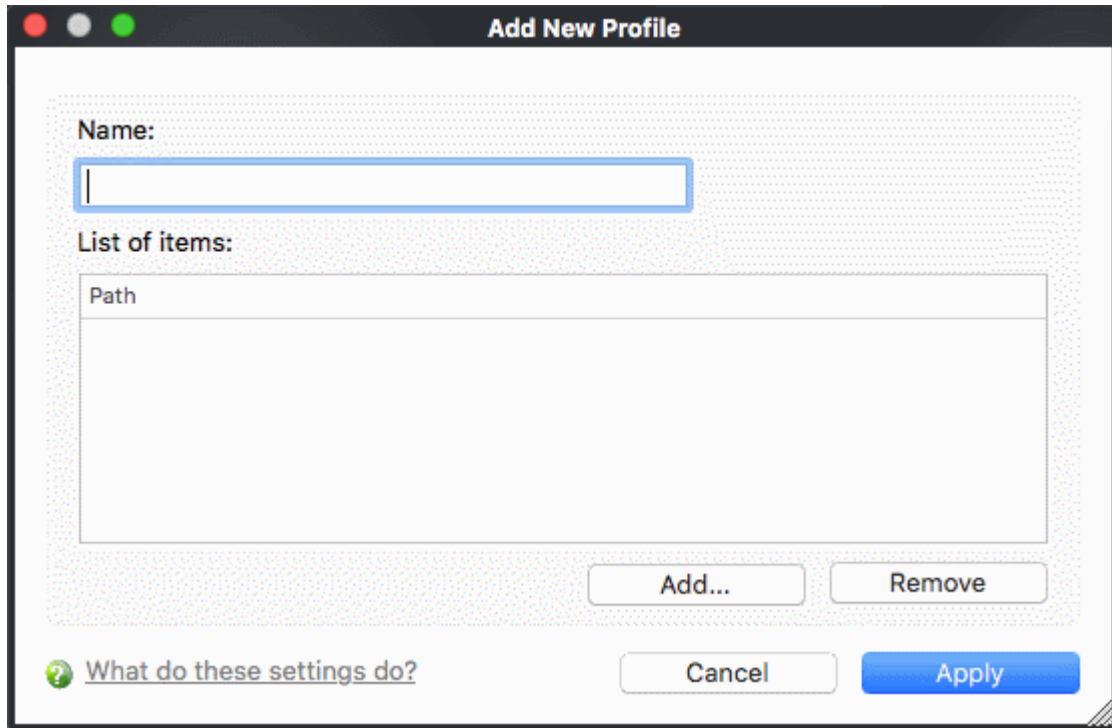 Add New Profile
Name:
List of items:
Path
Add...
Remove
What do these settings do?
Cancel
Apply